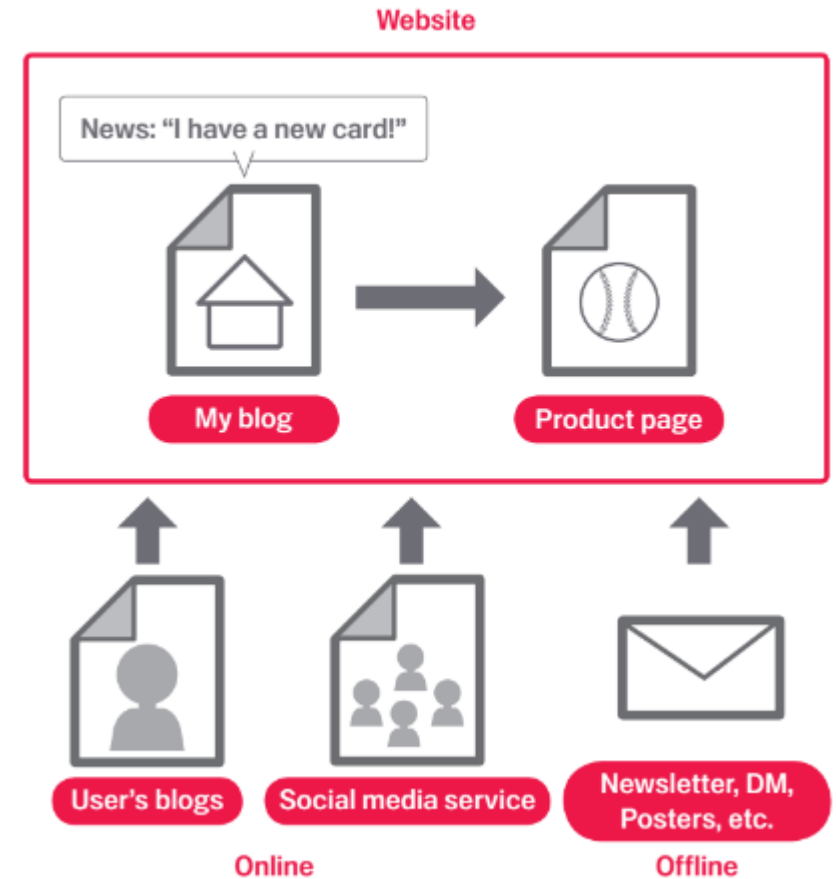 Website
News: “I have a new card!”
My blog
Product page
User's blogs
Social media service
Newsletter, DM,
Posters, etc.
Online
Offline